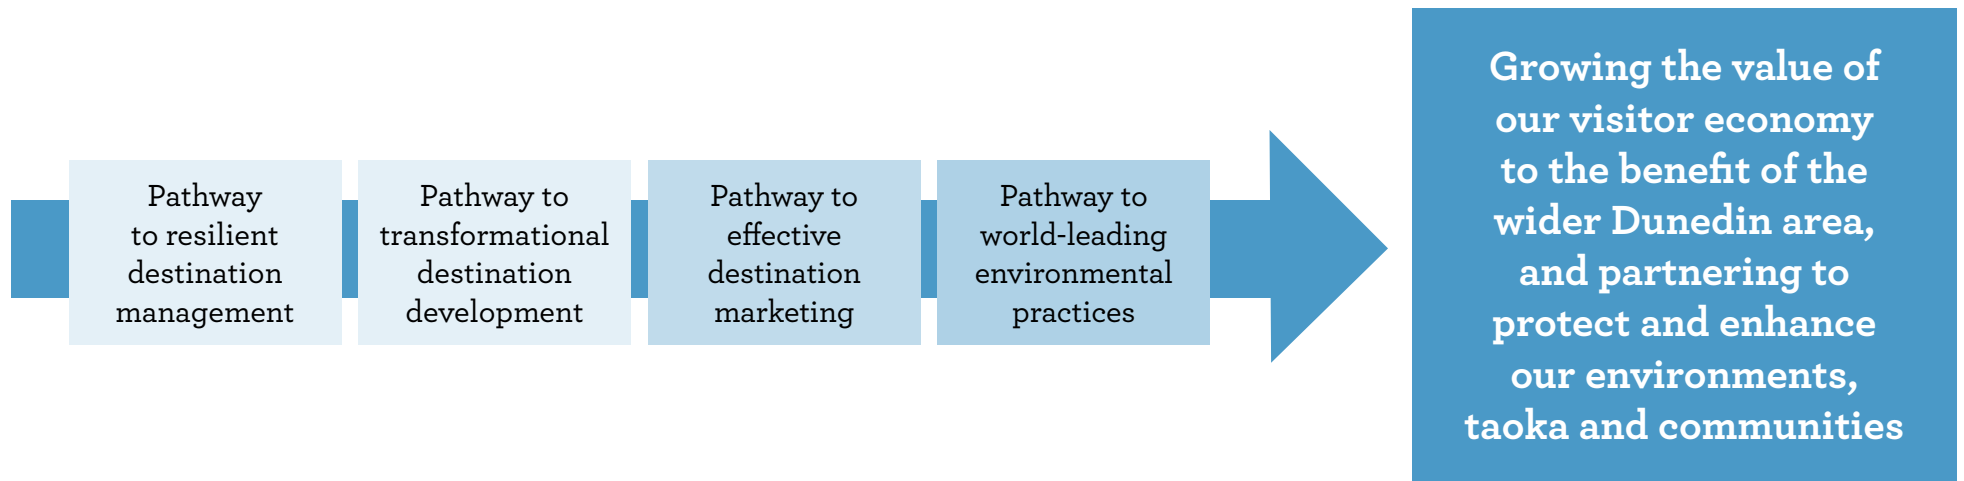 Pathway
to resilient
destination
management
Pathway to
transformational
destination
development
Pathway to
effective
destination
marketing
Pathway to
world-leading
environmental
practices
Growing the value of
our visitor economy
to the benefit of the
wider Dunedin area,
and partnering to
protect and enhance
our environments,
taoka and communities